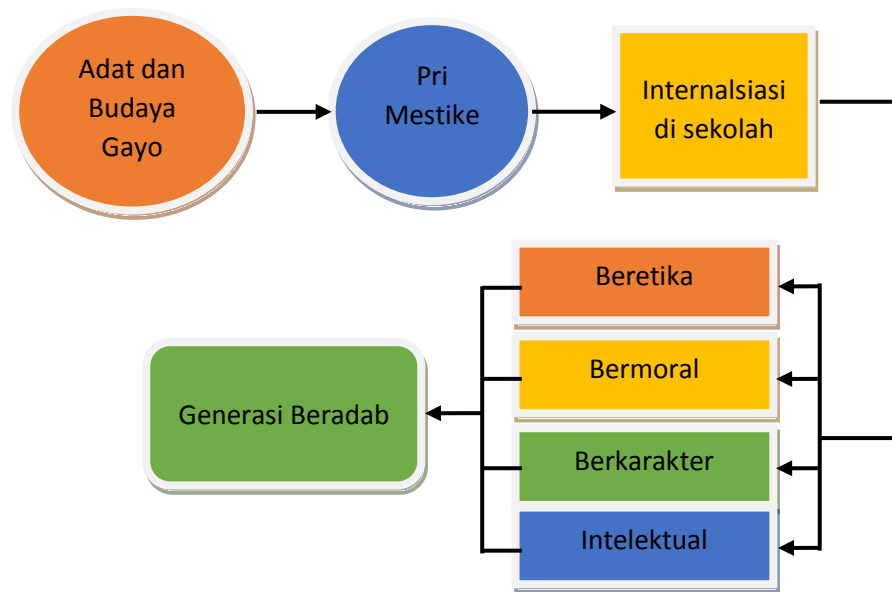 Adat dan
Budaya
Gayo
Pri
Mestike
Internalsiasi
di sekolah
Beretika
Bermoral
Generasi Beradab
Berkarakter
Intelektual